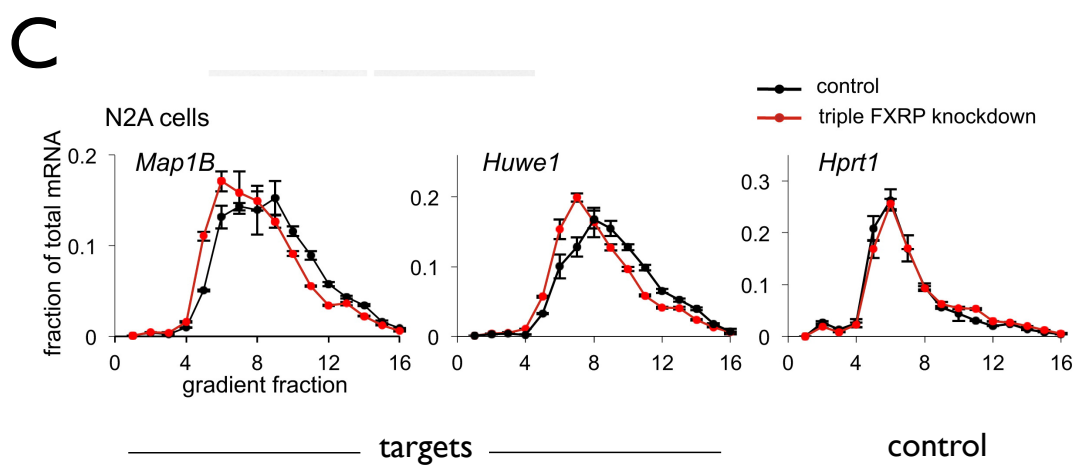 C
control
triple FXRP knockdown
N2A cells
fraction of total mRNA
Map1B
Huwe1
Hprt1
0.2
0.1
0
0.2
0.1
0
0.3
0.2
0.1
0
0 4 8 12 16
0 4 8 12 16
0 4 8 12 16
gradient fraction
targets
control